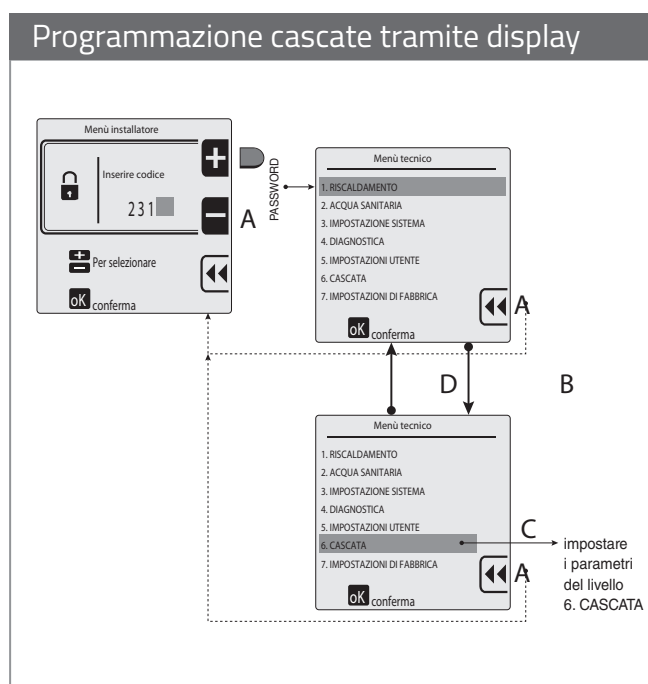 Programmazione cascate tramite display
Menù installatore
Inserire codice
231
+
−
A
+
− Per selezionare
oK conferma
PASSWORD
Menù tecnico
1. RISCALDAMENTO
2. ACQUA SANITARIA
3. IMPOSTAZIONE SISTEMA
4. DIAGNOSTICA
5. IMPOSTAZIONI UTENTE
6. CASCATA
7. IMPOSTAZIONI DI FABBRICA
A
oK conferma
D
B
Menù tecnico
1. RISCALDAMENTO
2. ACQUA SANITARIA
3. IMPOSTAZIONE SISTEMA
4. DIAGNOSTICA
5. IMPOSTAZIONI UTENTE
6. CASCATA
7. IMPOSTAZIONI DI FABBRICA
A
oK conferma
C
impostare
i parametri
del livello
6. CASCATA